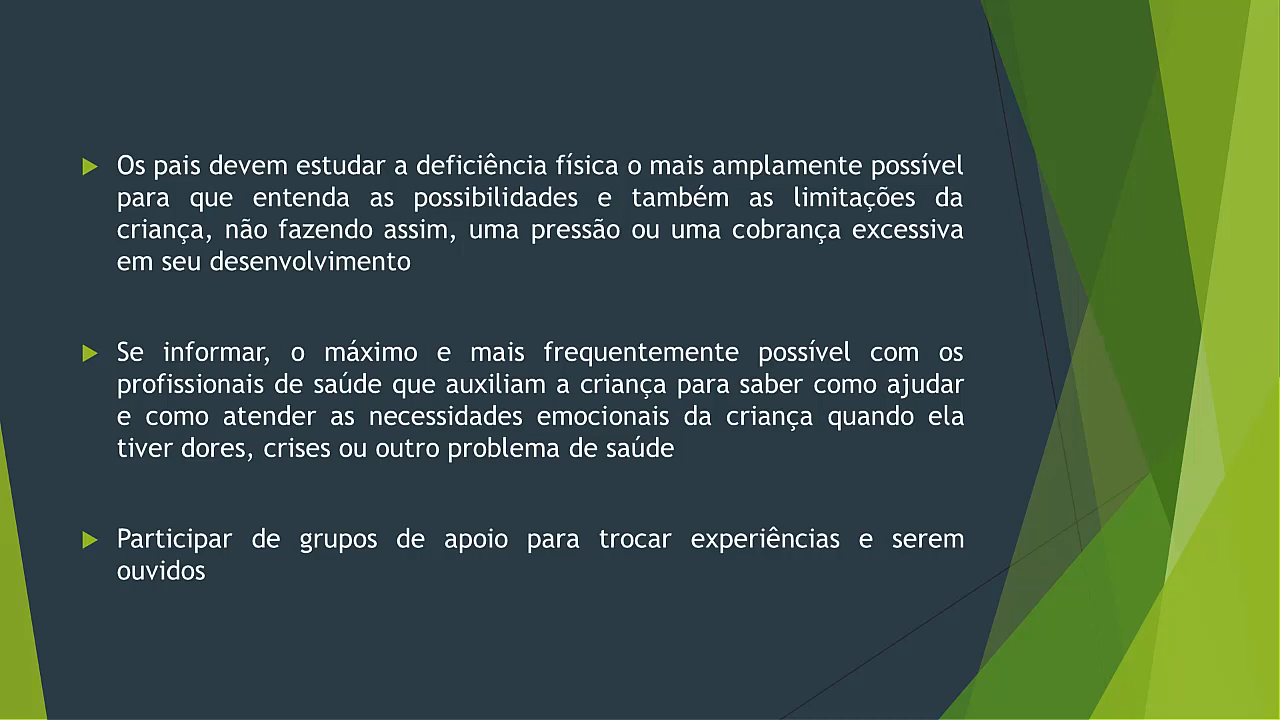 Os pais devem estudar a deficiência física o mais amplamente possível
para que entenda as possibilidades e também as limitações da
criança, não fazendo assim, uma pressão ou uma cobrança excessiva
em seu desenvolvimento
Se informar, o máximo e mais frequentemente possível com os
profissionais de saúde que auxiliam a criança para saber como ajudar
e como atender as necessidades emocionais da criança quando ela
tiver dores, crises ou outro problema de saúde
Participar de grupos de apoio para trocar experiências e serem
ouvidos